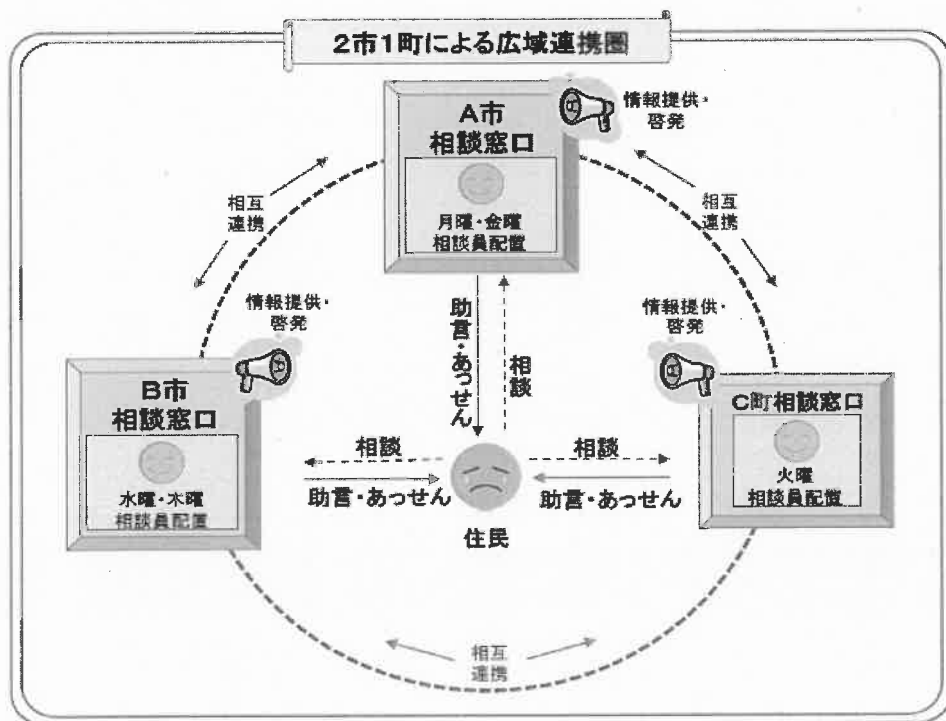 2市1町による広域連携圏
A市
相談窓口
月曜・金曜
相談員配置
情報提供・
啓発
相互
連携
相互
連携
情報提供・
啓発
情報提供・
啓発
B市
相談窓口
水曜・木曜
相談員配置
助言・あっせん
相談
C町相談窓口
火曜
相談員配置
相談
助言・あっせん
相談
助言・あっせん
住民
相互
連携